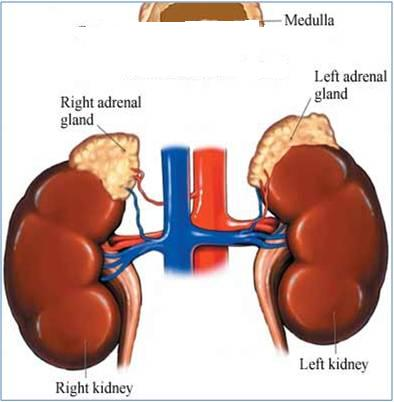 Medulla
Left adrenal
gland
Right adrenal
gland
Left kidney
Right kidney